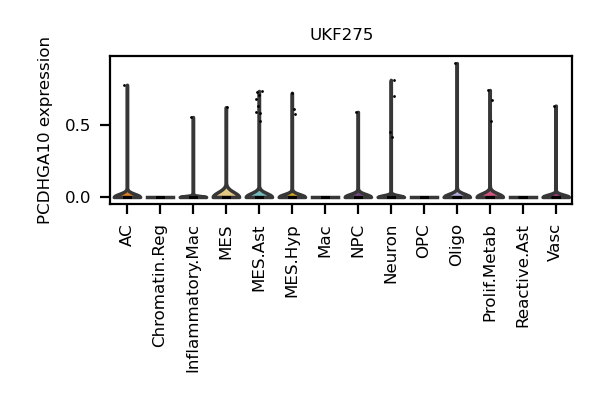 UKF275
PCDHGA10 expression
0.5
0.0
AC
Chromatin.Reg
Inflammatory.Mac
MES
MES.Ast
MES.Hyp
Mac
NPC
Neuron
OPC
Oligo
Prolif.Metab
Reactive.Ast
Vasc